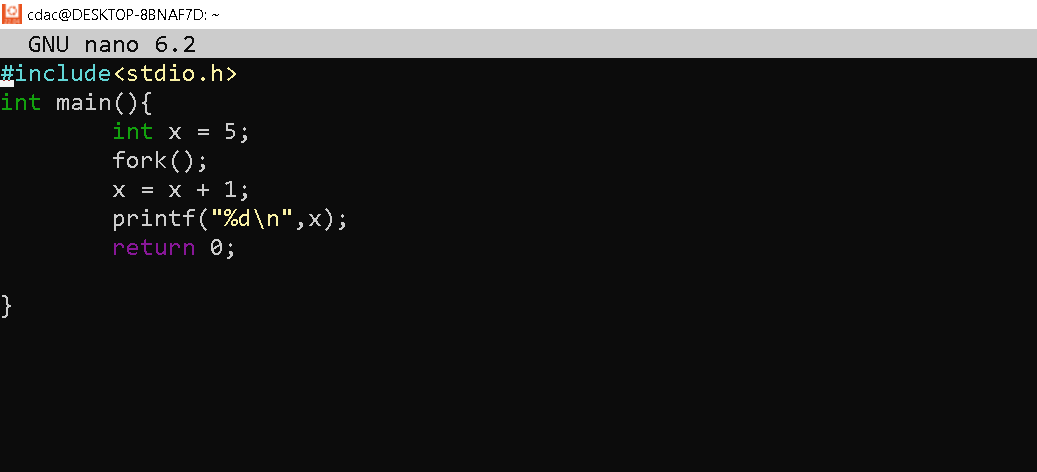 cdac@DESKTOP-8BNAF7D: ~
GNU nano 6.2
#include<stdio.h>
int main(){
        int x = 5;
        fork();
        x = x + 1;
        printf("%d\n",x);
        return 0;
}